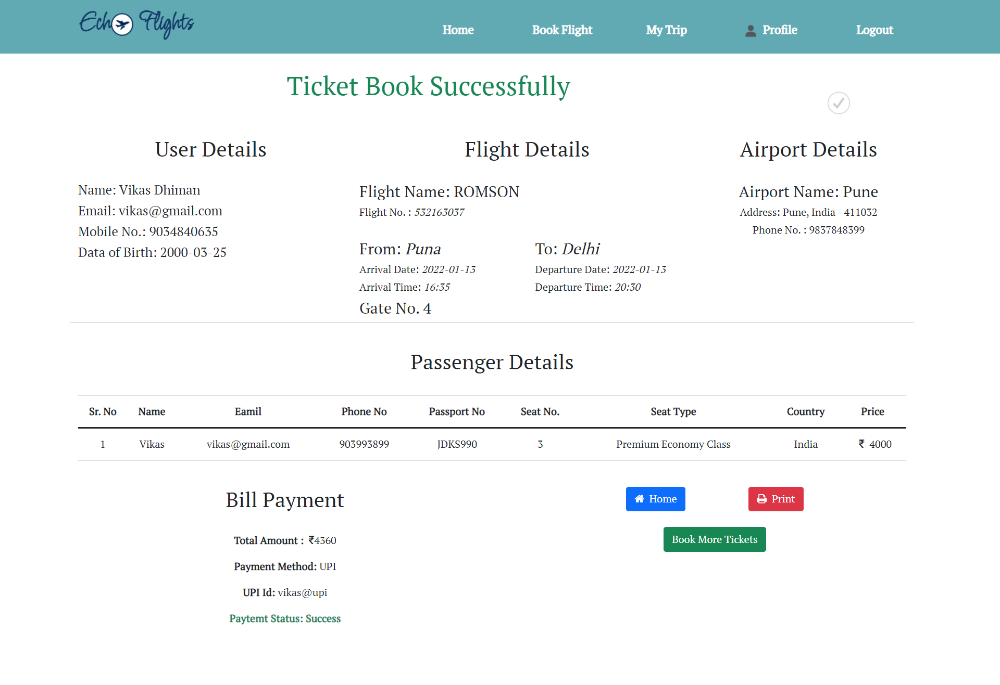 Echo Flights
Home Book Flight My Trip Profile Logout
Ticket Book Successfully
User Details
Name: Vikas Dhiman
Email: vikas@gmail.com
Mobile No.: 9034840635
Data of Birth: 2000-03-25
Flight Details
Flight Name: ROMSON
Flight No. : 532163037
From: Puna
Arrival Date: 2022-01-13
Arrival Time: 16:35
To: Delhi
Departure Date: 2022-01-13
Departure Time: 20:30
Gate No. 4
Airport Details
Airport Name: Pune
Address: Pune, India - 411032
Phone No. : 9837848399
Passenger Details
Sr. No Name Eamil Phone No Passport No Seat No. Seat Type Country Price
1 Vikas vikas@gmail.com 903993899 JDKS990 3 Premium Economy Class India ₹ 4000
Bill Payment
Total Amount : ₹4360
Payment Method: UPI
UPI Id: vikas@upi
Paytemt Status: Success
Home Print
Book More Tickets